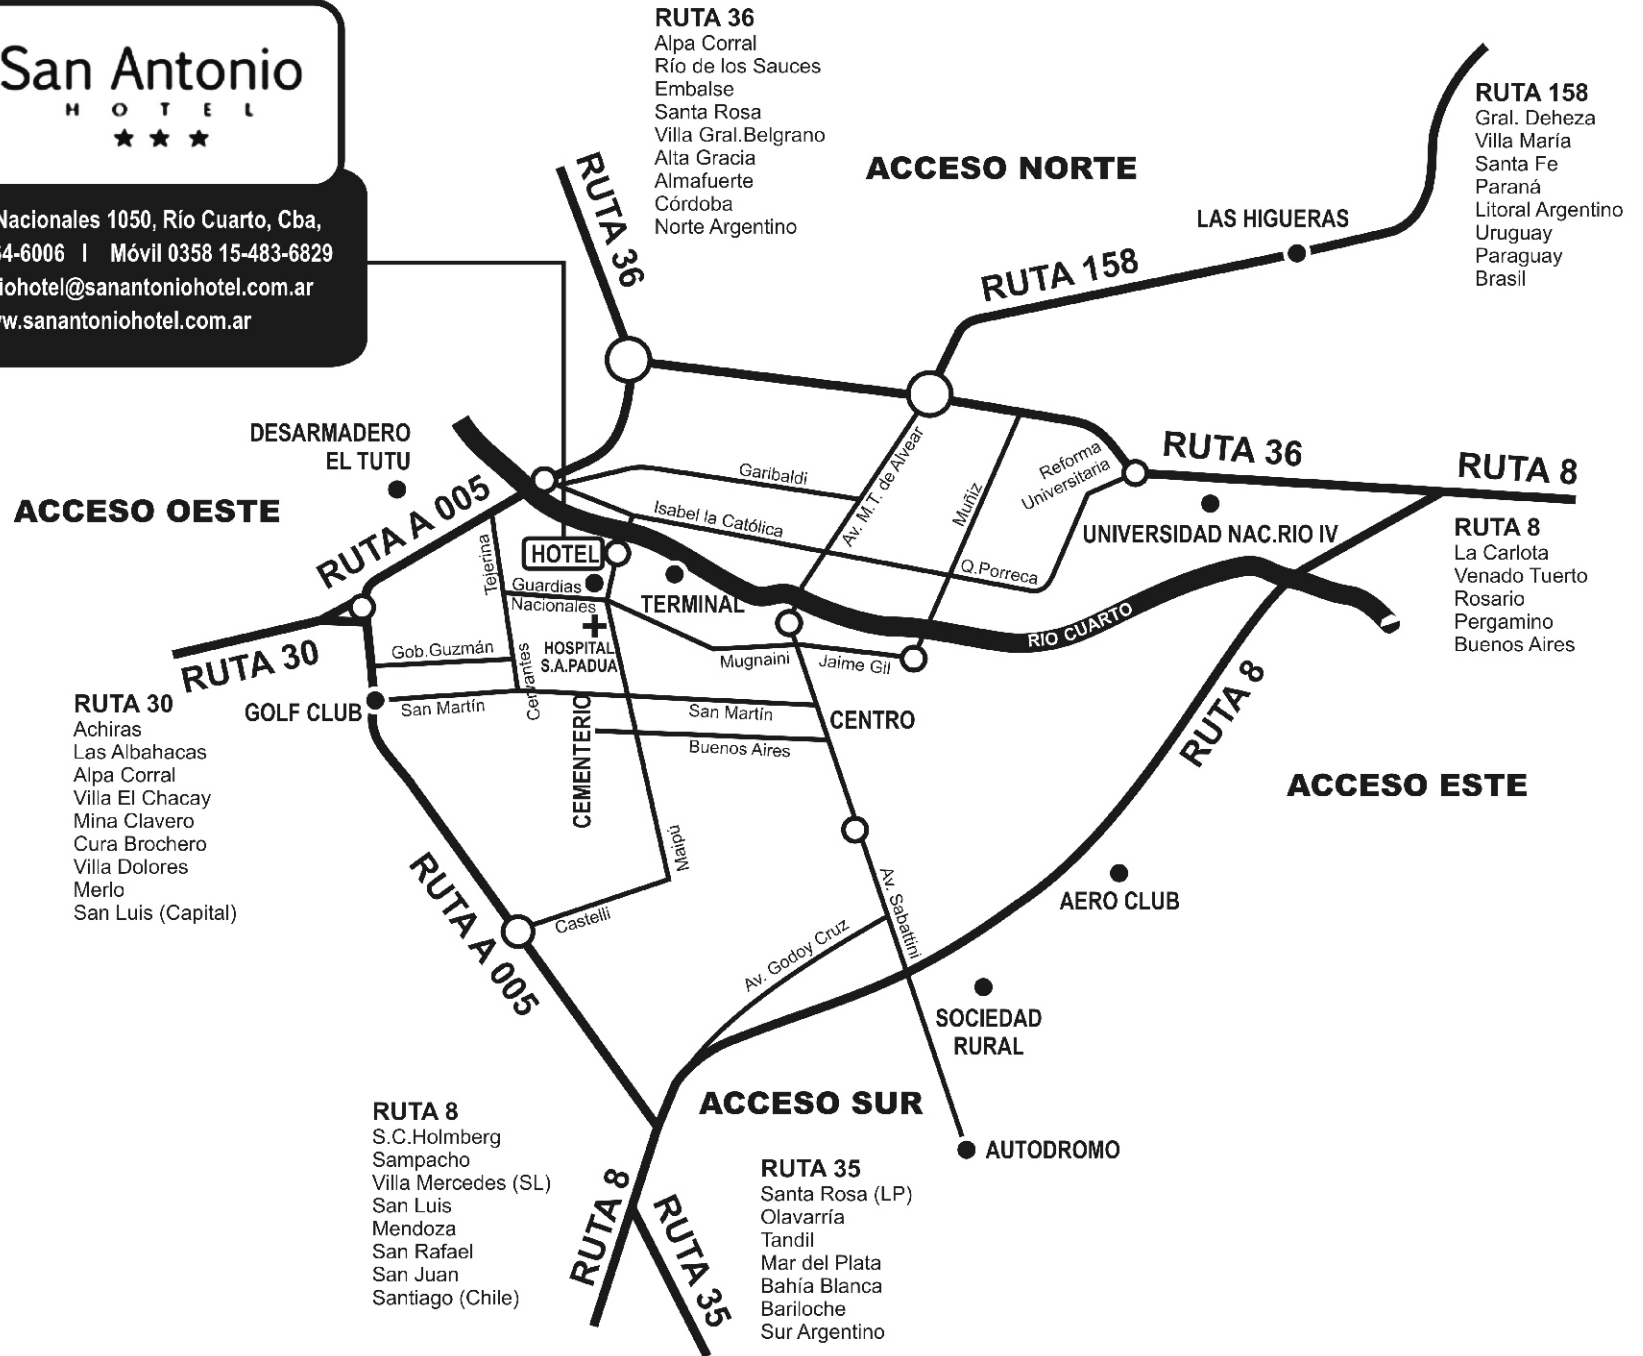 San Antonio
HOTEL
Nacionales 1050, Río Cuarto, Cba,
4-6006 I Móvil 0358 15-483-6829
iohotel@sanantoniohotel.com.ar
w.sanantoniohotel.com.ar
RUTA 36
Alpa Corral
Río de los Sauces
Embalse
Santa Rosa
Villa Gral.Belgrano
Alta Gracia
Almafuerte
Córdoba
Norte Argentino
ACCESO NORTE
RUTA 158
Gral. Deheza
Villa María
Santa Fe
Paraná
Litoral Argentino
Uruguay
Paraguay
Brasil
LAS HIGUERAS
RUTA 158
RUTA 36
DESARMADERO
EL TUTU
ACCESO OESTE
RUTA A 005
Garibaldi
Isabel la Católica
Av. M.T. de Alvear
Muñiz
Reforma
Universitaria
RUTA 36
RUTA 8
UNIVERSIDAD NAC.RIO IV
RUTA 8
La Carlota
Venado Tuerto
Rosario
Pergamino
Buenos Aires
Q.Porreca
HOTEL
Tejerina
Guardias
Nacionales
TERMINAL
HOSPITAL
S.A.PADUA
RIO CUARTO
Mugnaini
Jaime Gil
RUTA 30
Gob.Guzmán
Cervantes
GOLF CLUB
San Martín
San Martín
CENTRO
Buenos Aires
CEMENTERIO
RUTA 8
ACCESO ESTE
RUTA 30
Achiras
Las Albahacas
Alpa Corral
Villa El Chacay
Mina Clavero
Cura Brochero
Villa Dolores
Merlo
San Luis (Capital)
Maipú
Castelli
RUTA A 005
Av. Sabattini
Av. Godoy Cruz
AERO CLUB
SOCIEDAD
RURAL
ACCESO SUR
AUTODROMO
RUTA 8
S.C.Holmberg
Sampacho
Villa Mercedes (SL)
San Luis
Mendoza
San Rafael
San Juan
Santiago (Chile)
RUTA 8
RUTA 35
RUTA 35
Santa Rosa (LP)
Olavarría
Tandil
Mar del Plata
Bahía Blanca
Bariloche
Sur Argentino